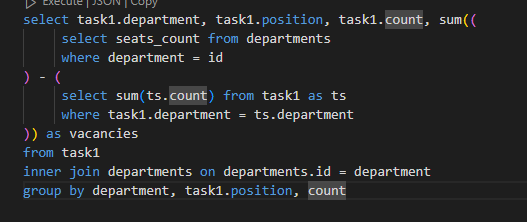 Execute | JSON | Copy
select task1.department, task1.position, task1.count, sum((
select seats_count from departments
where department = id
) - (
select sum(ts.count) from task1 as ts
where task1.department = ts.department
)) as vacancies
from task1
inner join departments on departments.id = department
group by department, task1.position, count